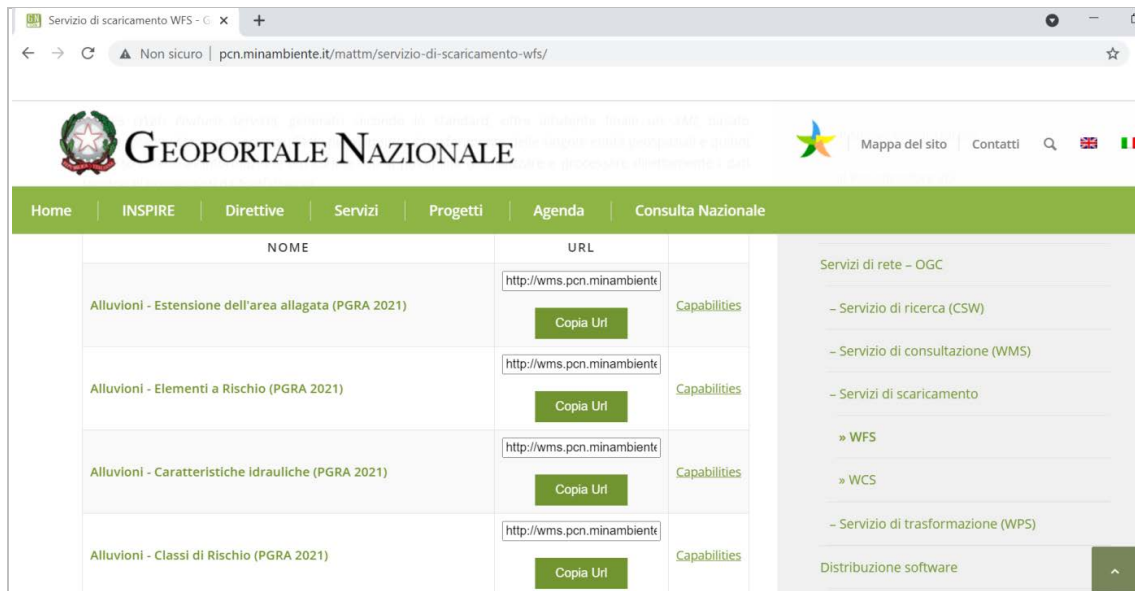 Servizio di scaricamento WFS - G
Non sicuro | pcn.minambiente.it/mattm/servizio-di-scaricamento-wfs/
GEOPORTALE NAZIONALE
Mappa del sito | Contatti
Home | INSPIRE | Direttive | Servizi | Progetti | Agenda | Consulta Nazionale
NOME URL
Alluvioni - Estensione dell'area allagata (PGRA 2021)
http://wms.pcn.minambiente
Copia Url
Capabilities
Alluvioni - Elementi a Rischio (PGRA 2021)
http://wms.pcn.minambiente
Copia Url
Capabilities
Alluvioni - Caratteristiche idrauliche (PGRA 2021)
http://wms.pcn.minambiente
Copia Url
Capabilities
Alluvioni - Classi di Rischio (PGRA 2021)
http://wms.pcn.minambiente
Copia Url
Capabilities
Servizi di rete – OGC
– Servizio di ricerca (CSW)
– Servizio di consultazione (WMS)
– Servizi di scaricamento
» WFS
» WCS
– Servizio di trasformazione (WPS)
Distribuzione software